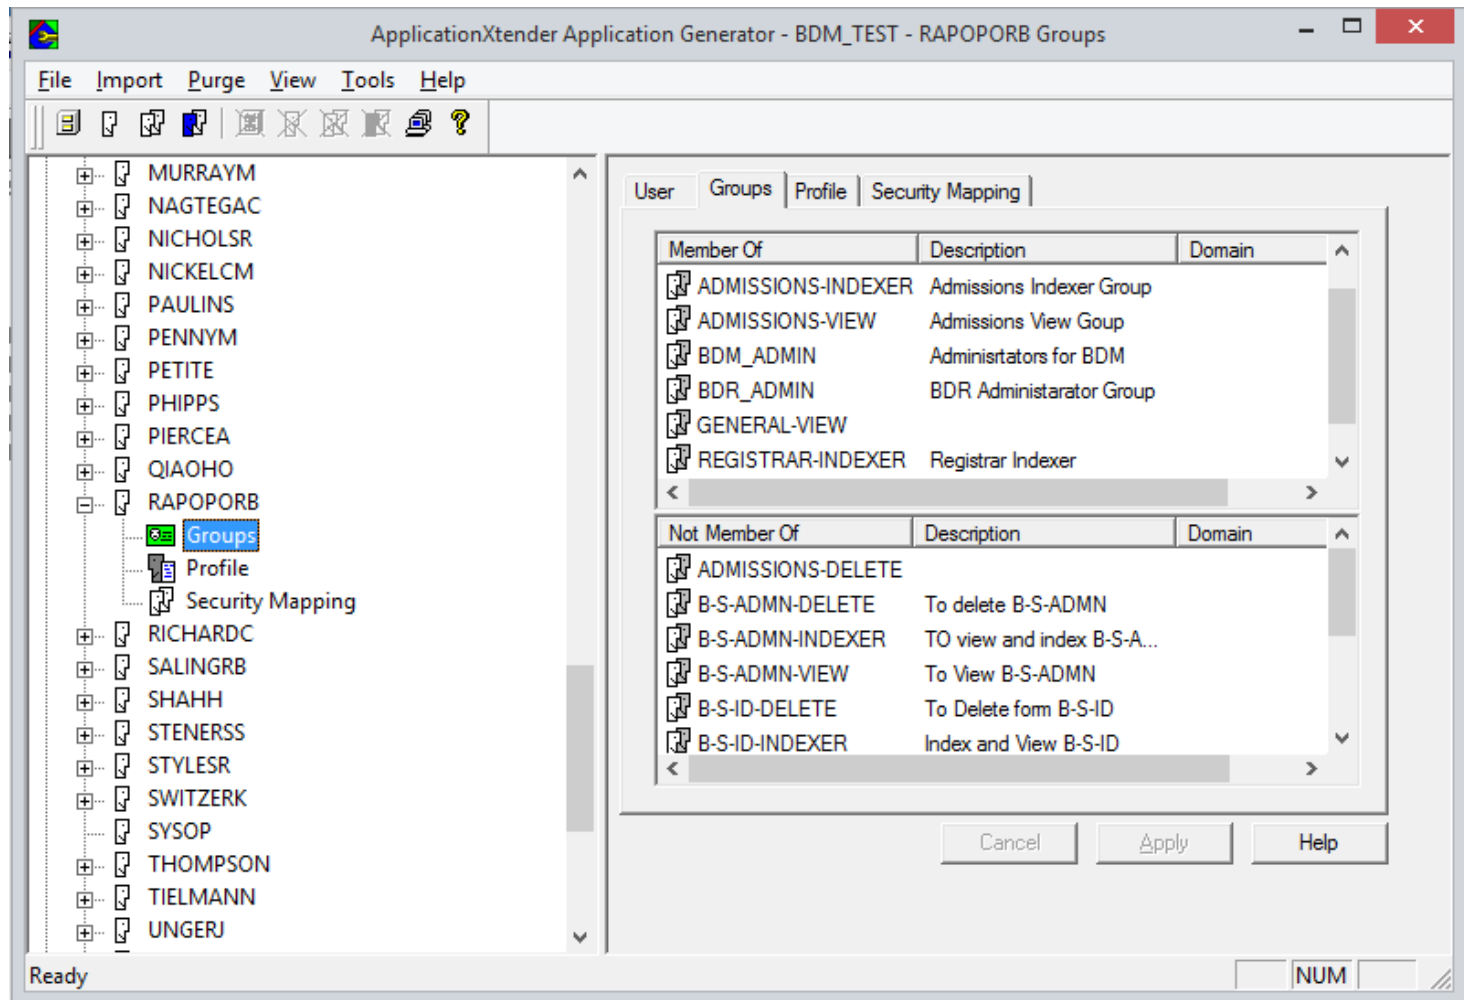 ApplicationXtender Application Generator - BDM_TEST - RAPOPORB Groups
File Import Purge View Tools Help
MURRAYM
NAGTEGAC
NICHOLSR
NICKELCM
PAULINS
PENNYM
PETITE
PHIPPS
PIERCEA
QIAOHO
RAPOPORB
Groups
Profile
Security Mapping
RICHARDC
SALINGRB
SHAHH
STENERSS
STYLESR
SWITZERK
SYSOP
THOMPSON
TIELMANN
UNGERJ
User Groups Profile Security Mapping
Member Of Description Domain
ADMISSIONS-INDEXER Admissions Indexer Group
ADMISSIONS-VIEW Admissions View Goup
BDM_ADMIN Adminisrtators for BDM
BDR_ADMIN BDR Administarator Group
GENERAL-VIEW
REGISTRAR-INDEXER Registrar Indexer
Not Member Of Description Domain
ADMISSIONS-DELETE
B-S-ADMN-DELETE To delete B-S-ADMN
B-S-ADMN-INDEXER TO view and index B-S-A...
B-S-ADMN-VIEW To View B-S-ADMN
B-S-ID-DELETE To Delete form B-S-ID
B-S-ID-INDEXER Index and View B-S-ID
Cancel Apply Help
Ready NUM